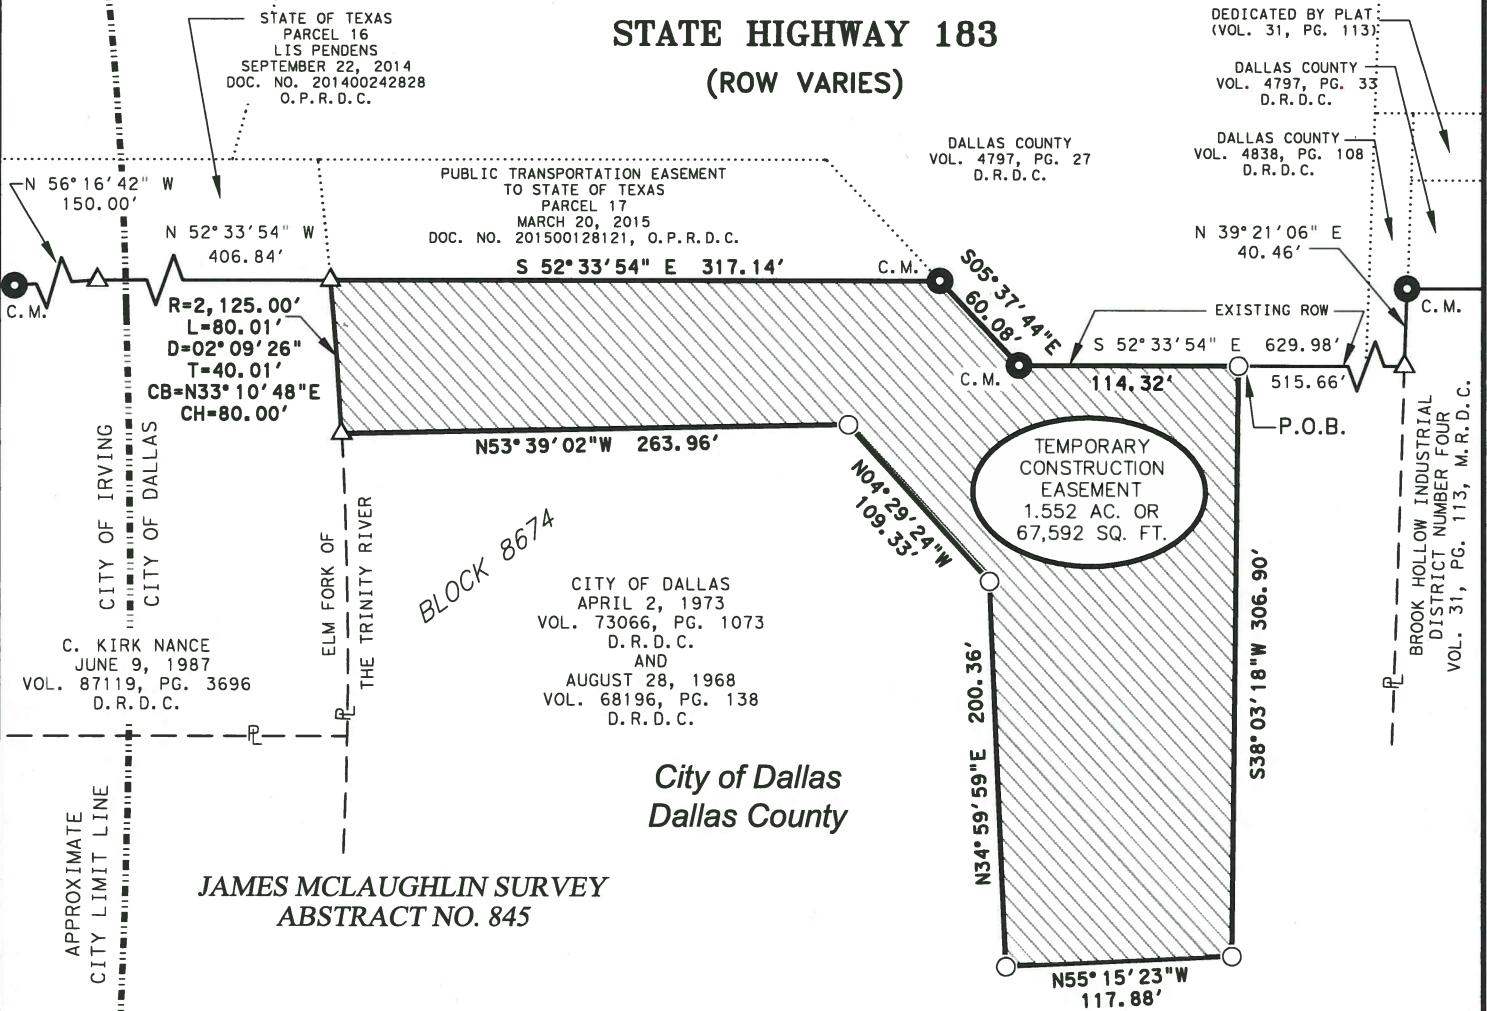 STATE HIGHWAY 183
(ROW VARIES)
STATE OF TEXAS
PARCEL 16
LIS PENDENS
SEPTEMBER 22, 2014
DOC. NO. 201400242828
O.P.R.D.C.
DEDICATED BY PLAT
(VOL. 31, PG. 113)
DALLAS COUNTY
VOL. 4797, PG. 33
D.R.D.C.
DALLAS COUNTY
VOL. 4838, PG. 108
D.R.D.C.
DALLAS COUNTY
VOL. 4797, PG. 27
D.R.D.C.
PUBLIC TRANSPORTATION EASEMENT
TO STATE OF TEXAS
PARCEL 17
MARCH 20, 2015
DOC. NO. 201500128121, O.P.R.D.C.
N 56°16'42" W
150.00'
N 52°33'54" W
406.84'
S 52°33'54" E 317.14'
C.M.
S05°37'44"E
60.08'
N 39°21'06" E
40.46'
C.M.
C.M.
EXISTING ROW
R=2,125.00'
L=80.01'
D=02°09'26"
T=40.01'
CB=N33°10'48"E
CH=80.00'
S 52°33'54" E 629.98'
C.M.
114.32'
515.66'
P.O.B.
N53°39'02"W 263.96'
TEMPORARY
CONSTRUCTION
EASEMENT
1.552 AC. OR
67,592 SQ. FT.
N04°29'24"W
109.33'
CITY OF IRVING
CITY OF DALLAS
ELM FORK OF
THE TRINITY RIVER
BLOCK 8674
CITY OF DALLAS
APRIL 2, 1973
VOL. 73066, PG. 1073
D.R.D.C.
AND
AUGUST 28, 1968
VOL. 68196, PG. 138
D.R.D.C.
C. KIRK NANCE
JUNE 9, 1987
VOL. 87119, PG. 3696
D.R.D.C.
BROOK HOLLOW INDUSTRIAL
DISTRICT NUMBER FOUR
VOL. 31, PG. 113, M.R.D.C.
S38°03'18"W 306.90'
N34°59'59"E 200.36'
PL
PL
PL
City of Dallas
Dallas County
APPROXIMATE
CITY LIMIT LINE
JAMES MCLAUGHLIN SURVEY
ABSTRACT NO. 845
N55°15'23"W
117.88'